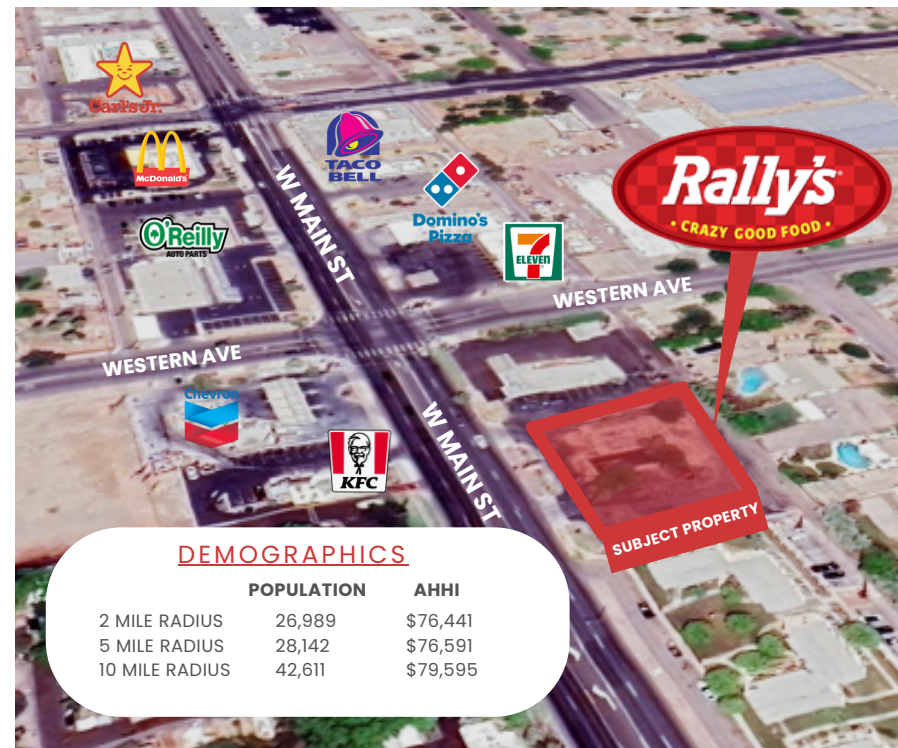 Carl's Jr.
McDonald's
TACO
BELL
O'Reilly
AUTO PARTS
Domino's
Pizza
7
ELEVEN
Rally's
• CRAZY GOOD FOOD •
W MAIN ST
WESTERN AVE
WESTERN AVE
Chevron
KFC
W MAIN ST
SUBJECT PROPERTY
DEMOGRAPHICS
POPULATION AHHI
2 MILE RADIUS 26,989 $76,441
5 MILE RADIUS 28,142 $76,591
10 MILE RADIUS 42,611 $79,595